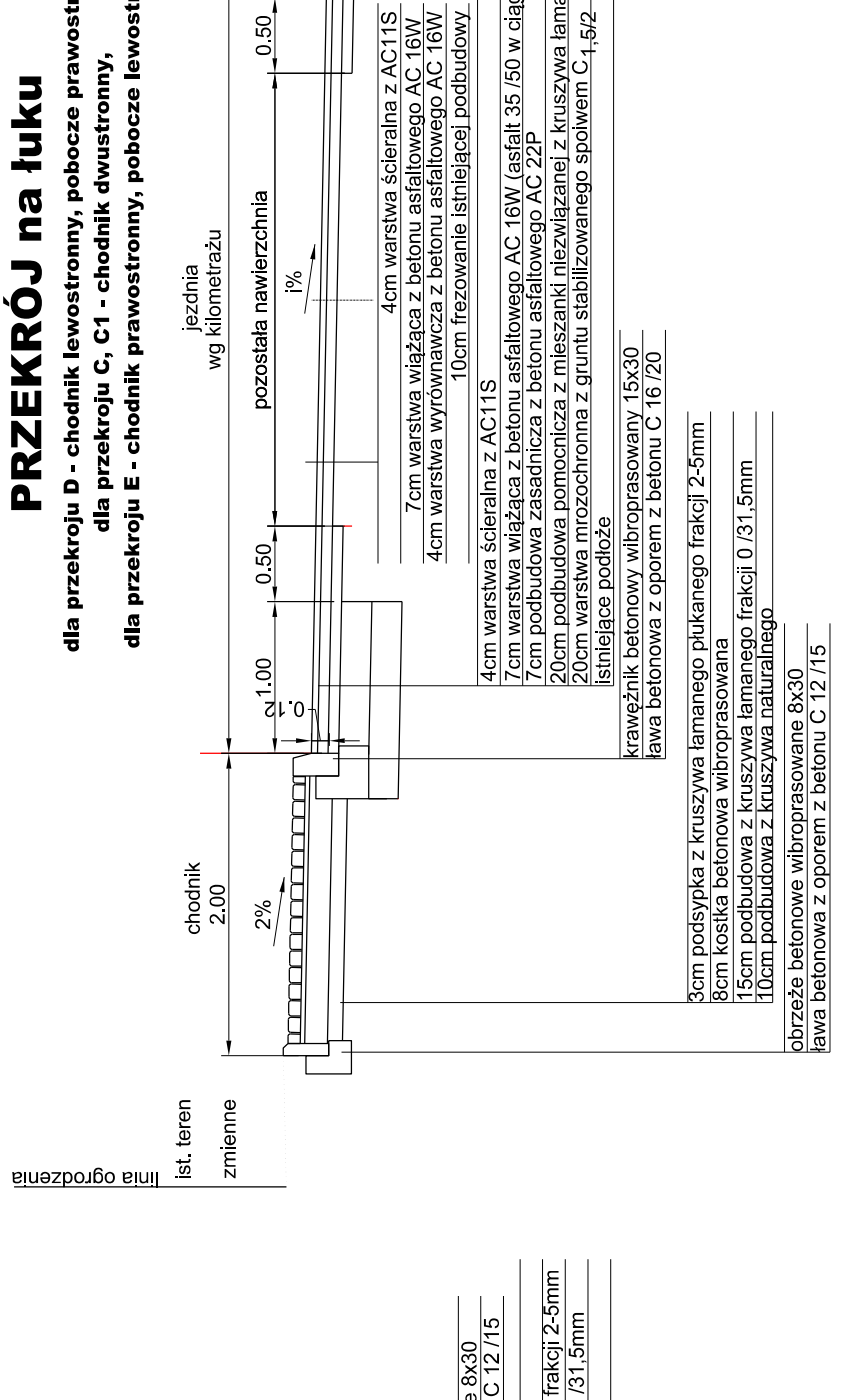 PRZEKRÓJ na łuku
dla przekroju D - chodnik lewostronny, pobocze
dla przekroju C, C1 - chodnik dwustronny,
dla przekroju E - chodnik prawostronny, pobocze
jezdnia
wg kilometrażu
chodnik
2.00
1.00
0.50
pozostała nawierzchnia
0.50
0.12
2%
i%
linia ogrodzenia
ist. teren
zmienne
4cm warstwa ścieralna z AC11S
7cm warstwa wiążąca z betonu asfaltowego AC 16W
4cm warstwa wyrównawcza z betonu asfaltowego AC 16W
10cm frezowanie istniejącej podbudowy
4cm warstwa ścieralna z AC11S
7cm warstwa wiążąca z betonu asfaltowego AC 16W (asfalt 35 /50 w
7cm podbudowa zasadnicza z betonu asfaltowego AC 22P
20cm podbudowa pomocnicza z mieszanki niezwiązanej z kruszywa
20cm warstwa mrozochronna z gruntu stabilizowanego spoiwem C1,5/2
istniejące podłoże
krawężnik betonowy wibroprasowany 15x30
ława betonowa z oporem z betonu C 16 /20
3cm podsypka z kruszywa łamanego płukanego frakcji 2-5mm
8cm kostka betonowa wibroprasowana
15cm podbudowa z kruszywa łamanego frakcji 0 /31,5mm
10cm podbudowa z kruszywa naturalnego
obrzeże betonowe wibroprasowane 8x30
ława betonowa z oporem z betonu C 12 /15
8x30
C 12 /15
frakcji 2-5mm
/31,5mm